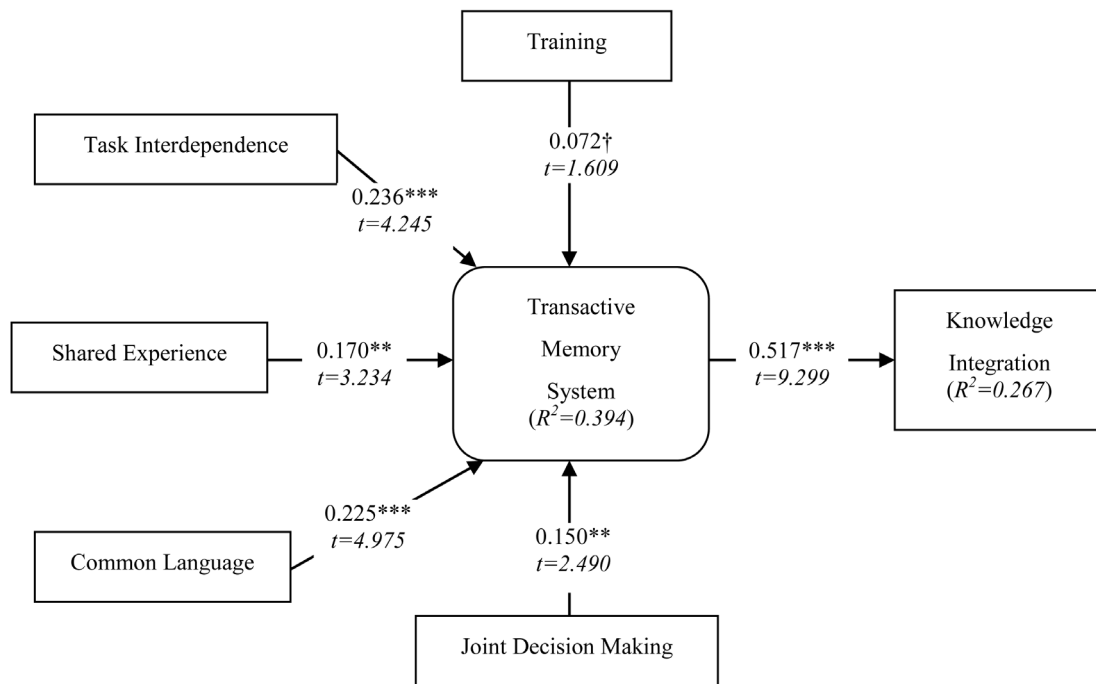 Training
Task Interdependence
0.072†
t=1.609
0.236***
t=4.245
Transactive
Memory
System
(R²=0.394)
Knowledge
Integration
(R²=0.267)
Shared Experience
0.170**
t=3.234
0.517***
t=9.299
0.225***
t=4.975
Common Language
0.150**
t=2.490
Joint Decision Making